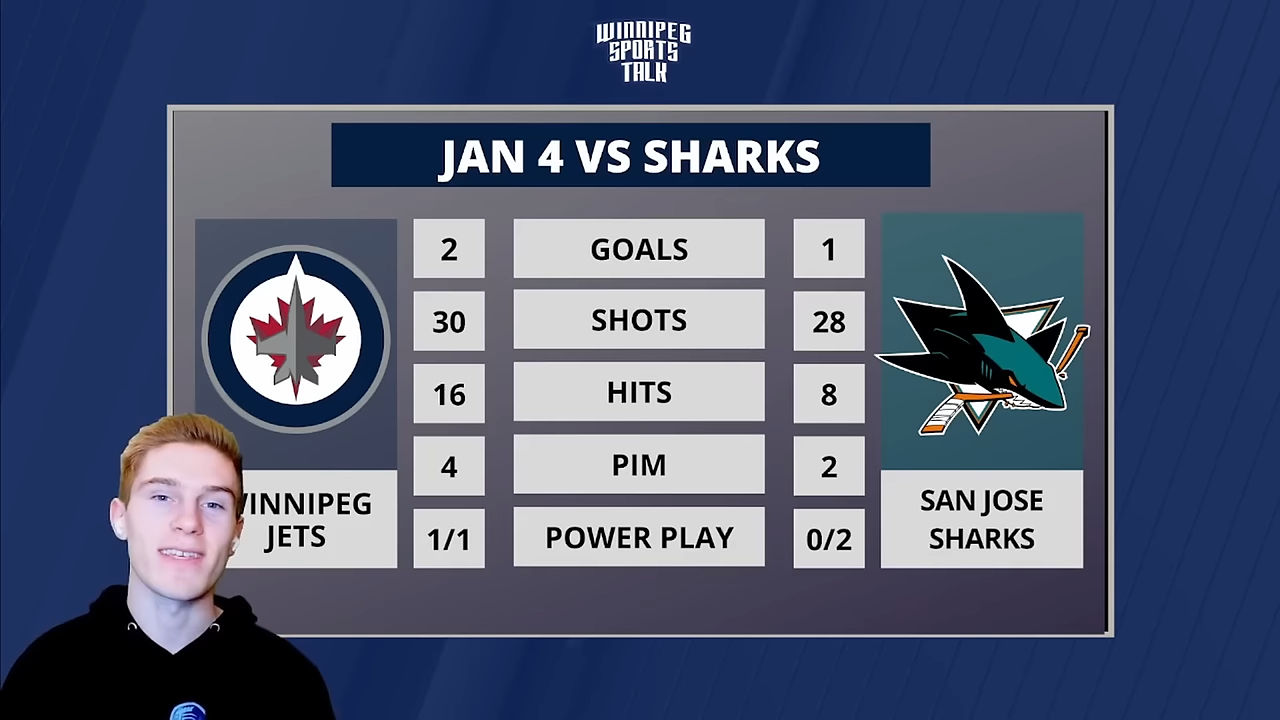 WINNIPEG
SPORTS
TALK
JAN 4 VS SHARKS
2 GOALS 1
30 SHOTS 28
16 HITS 8
4 PIM 2
1/1 POWER PLAY 0/2
WINNIPEG
JETS
SAN JOSE
SHARKS